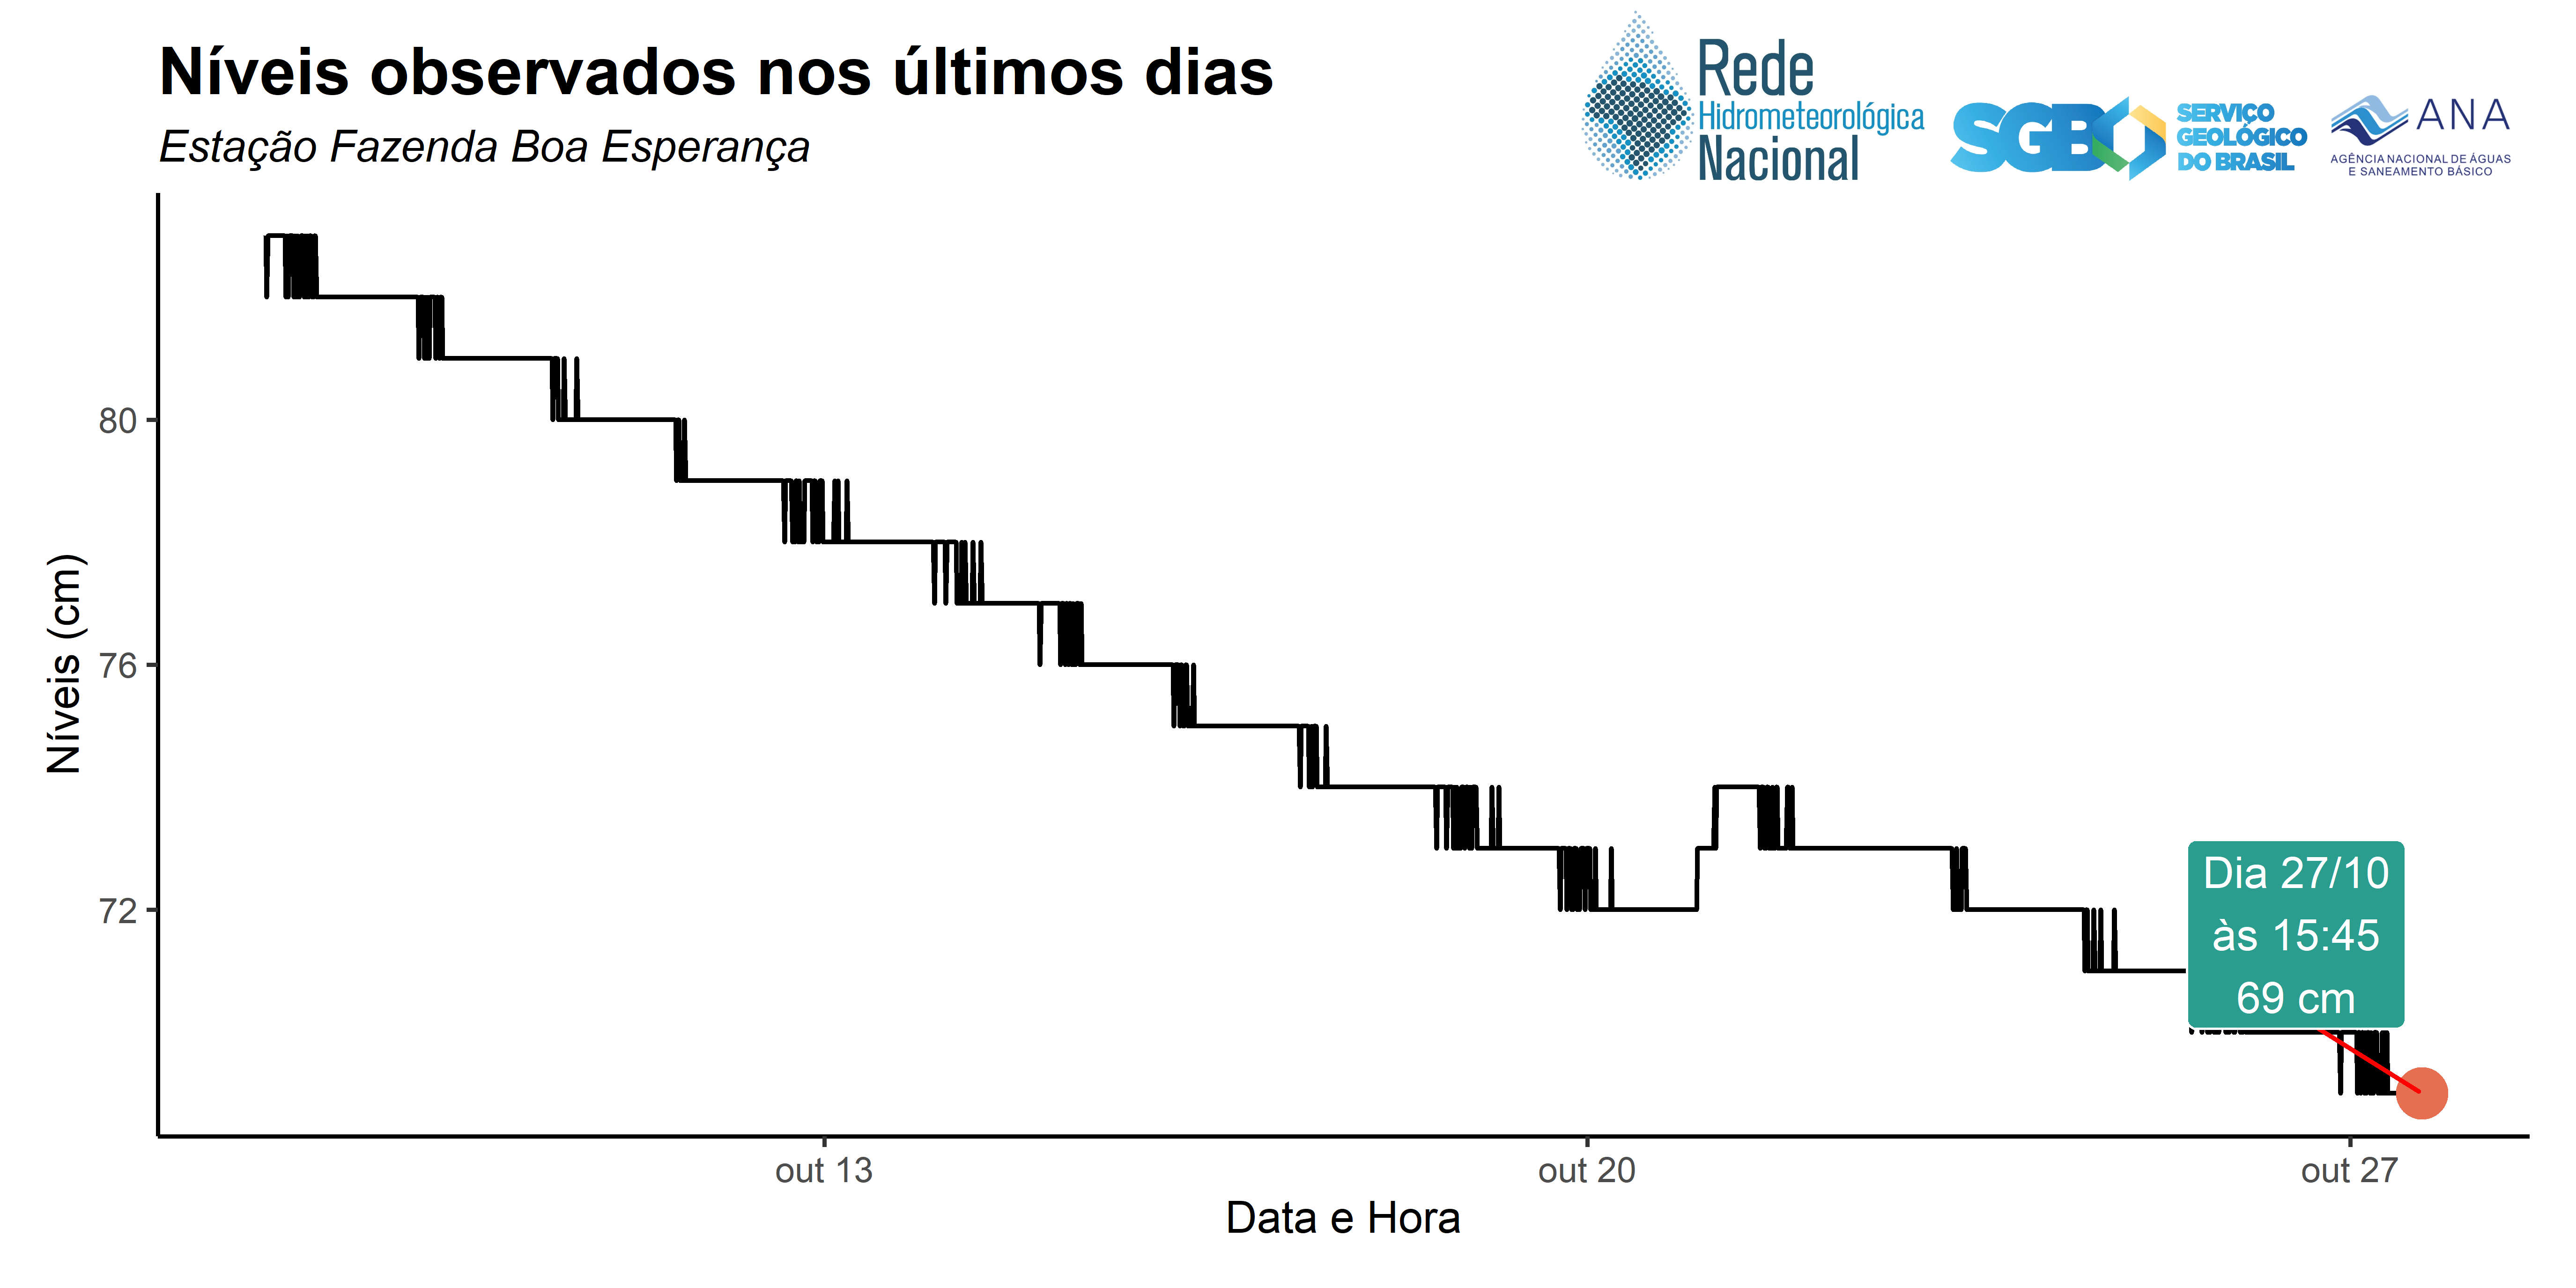 Níveis observados nos últimos dias
Estação Fazenda Boa Esperança
Rede
Hidrometeorológica
Nacional
SGB
SERVIÇO
GEOLÓGICO
DO BRASIL
ANA
AGÊNCIA NACIONAL DE ÁGUAS
E SANEAMENTO BÁSICO
Níveis (cm)
80
76
72
Dia 27/10
às 15:45
69 cm
out 13
out 20
out 27
Data e Hora